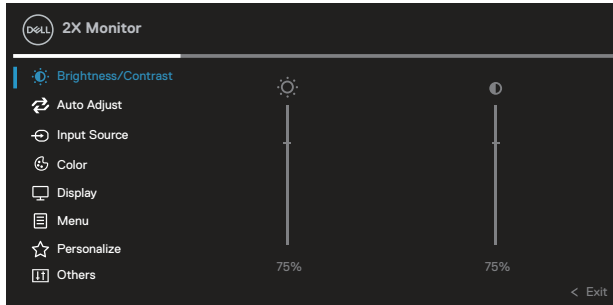 DELL 2X Monitor
Brightness/Contrast
Auto Adjust
Input Source
Color
Display
Menu
Personalize
Others
75% 75%
< Exit